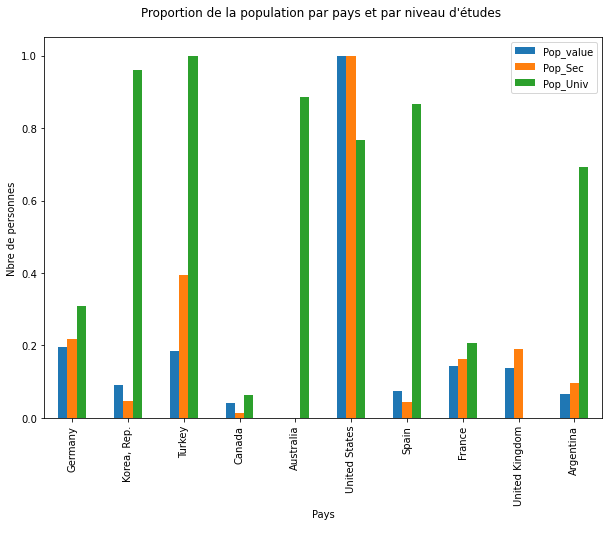 Proportion de la population par pays et par niveau d'études
Pop_value
Pop_Sec
Pop_Univ
Nbre de personnes
1.0
0.8
0.6
0.4
0.2
0.0
Germany
Korea, Rep.
Turkey
Canada
Australia
United States
Spain
France
United Kingdom
Argentina
Pays